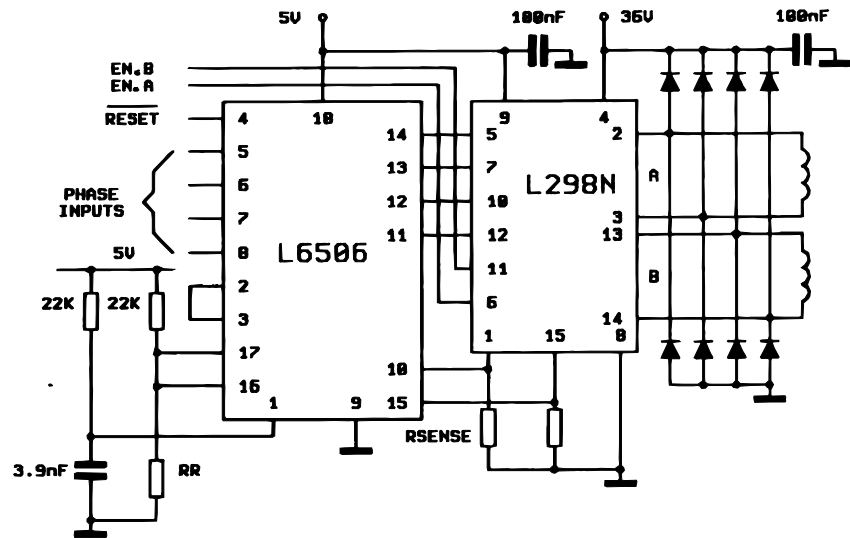 5V
100nF
36V
100nF
EN.B
EN.A
RESET
4
18
14
5
9
4
2
5
13
7
6
12
10
L298N
A
PHASE
INPUTS
7
11
12
3
13
8
L6506
5V
2
11
B
22K
22K
3
6
14
17
1
15
8
16
10
1
9
15
RSENSE
3.9nF
RR